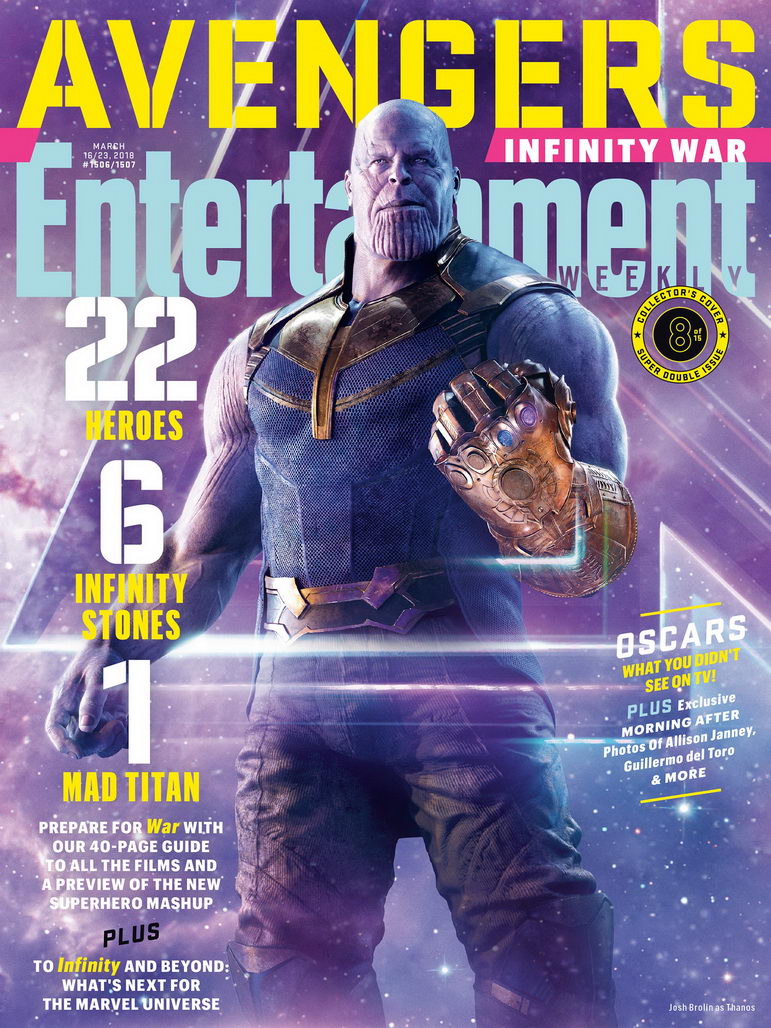 AVENGERS
INFINITY WAR
MARCH
16/23, 2018
#1506/1507
Entertainment
WEEKLY
COLLECTOR'S COVER
8 of 15
SUPER DOUBLE ISSUE
22
HEROES
6
INFINITY
STONES
1
MAD TITAN
PREPARE FOR War WITH
OUR 40-PAGE GUIDE
TO ALL THE FILMS AND
A PREVIEW OF THE NEW
SUPERHERO MASHUP
PLUS
TO Infinity AND BEYOND:
WHAT'S NEXT FOR
THE MARVEL UNIVERSE
OSCARS
WHAT YOU DIDN'T
SEE ON TV!
PLUS Exclusive
MORNING AFTER
Photos Of Allison Janney,
Guillermo del Toro
& MORE
Josh Brolin as Thanos